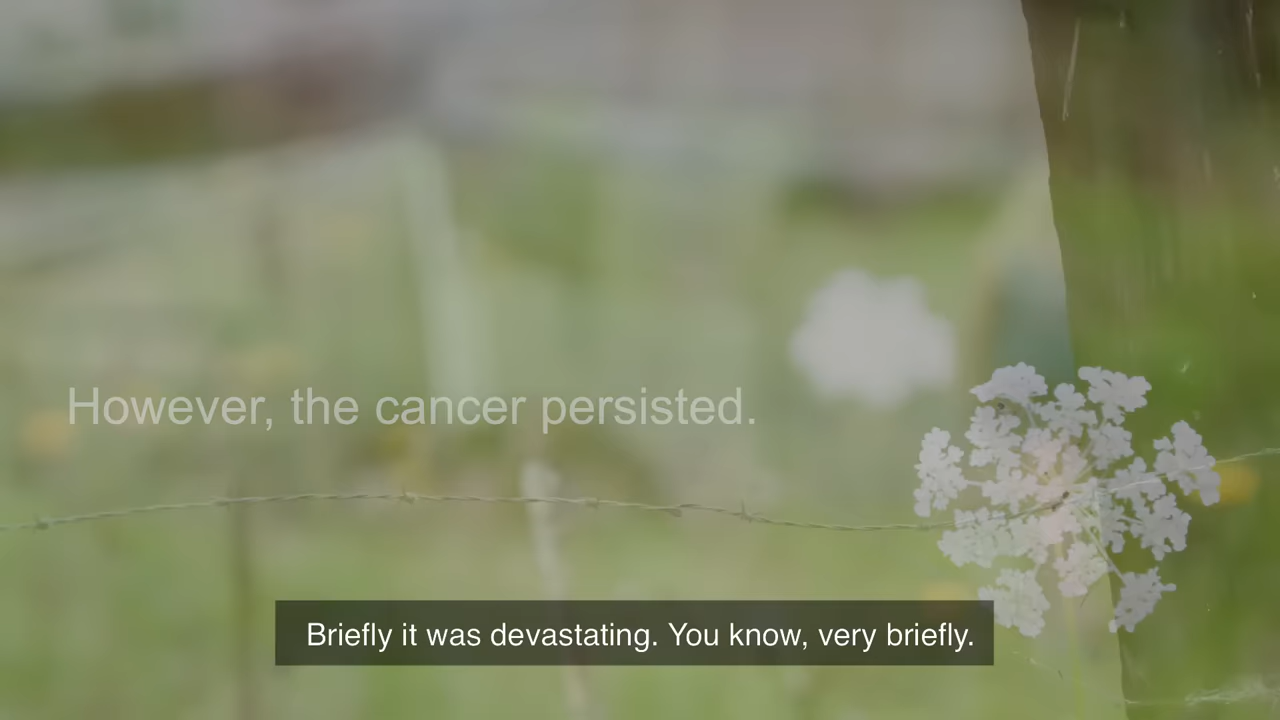 However, the cancer persisted.
Briefly it was devastating. You know, very briefly.